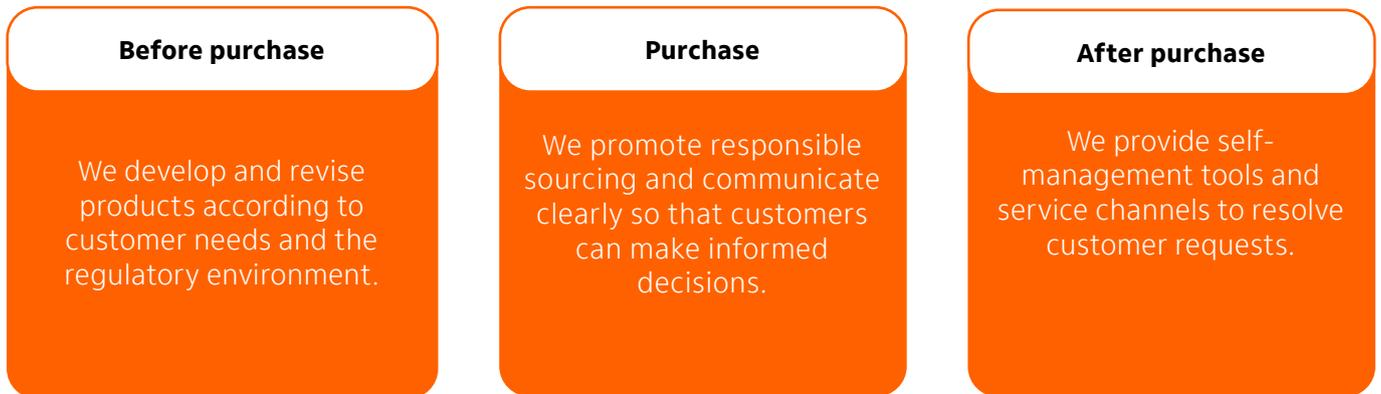 Before purchase
We develop and revise
products according to
customer needs and the
regulatory environment.
Purchase
We promote responsible
sourcing and communicate
clearly so that customers
can make informed
decisions.
After purchase
We provide self-
management tools and
service channels to resolve
customer requests.